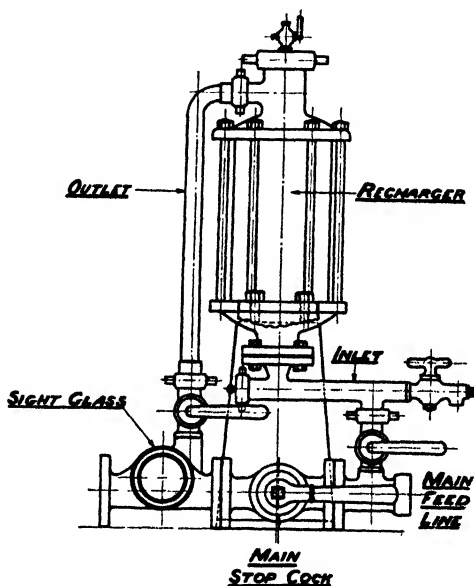 OUTLET
RECHARGER
INLET
SIGHT GLASS
MAIN
FEED
LINE
MAIN
STOP COCK